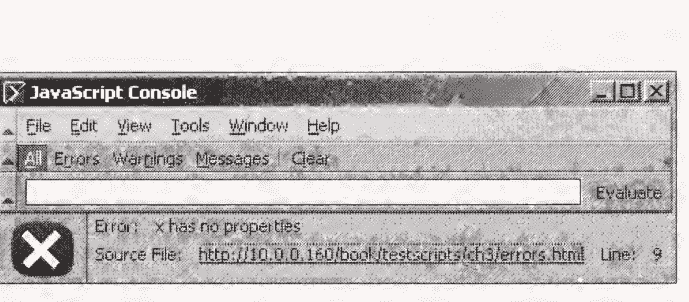 JavaScript Console
File Edit View Tools Window Help
All Errors Warnings Messages Clear
Evaluate
Error: x has no properties
Source File: http://10.0.0.160/book/testscripts/ch3/errors.html Line: 9